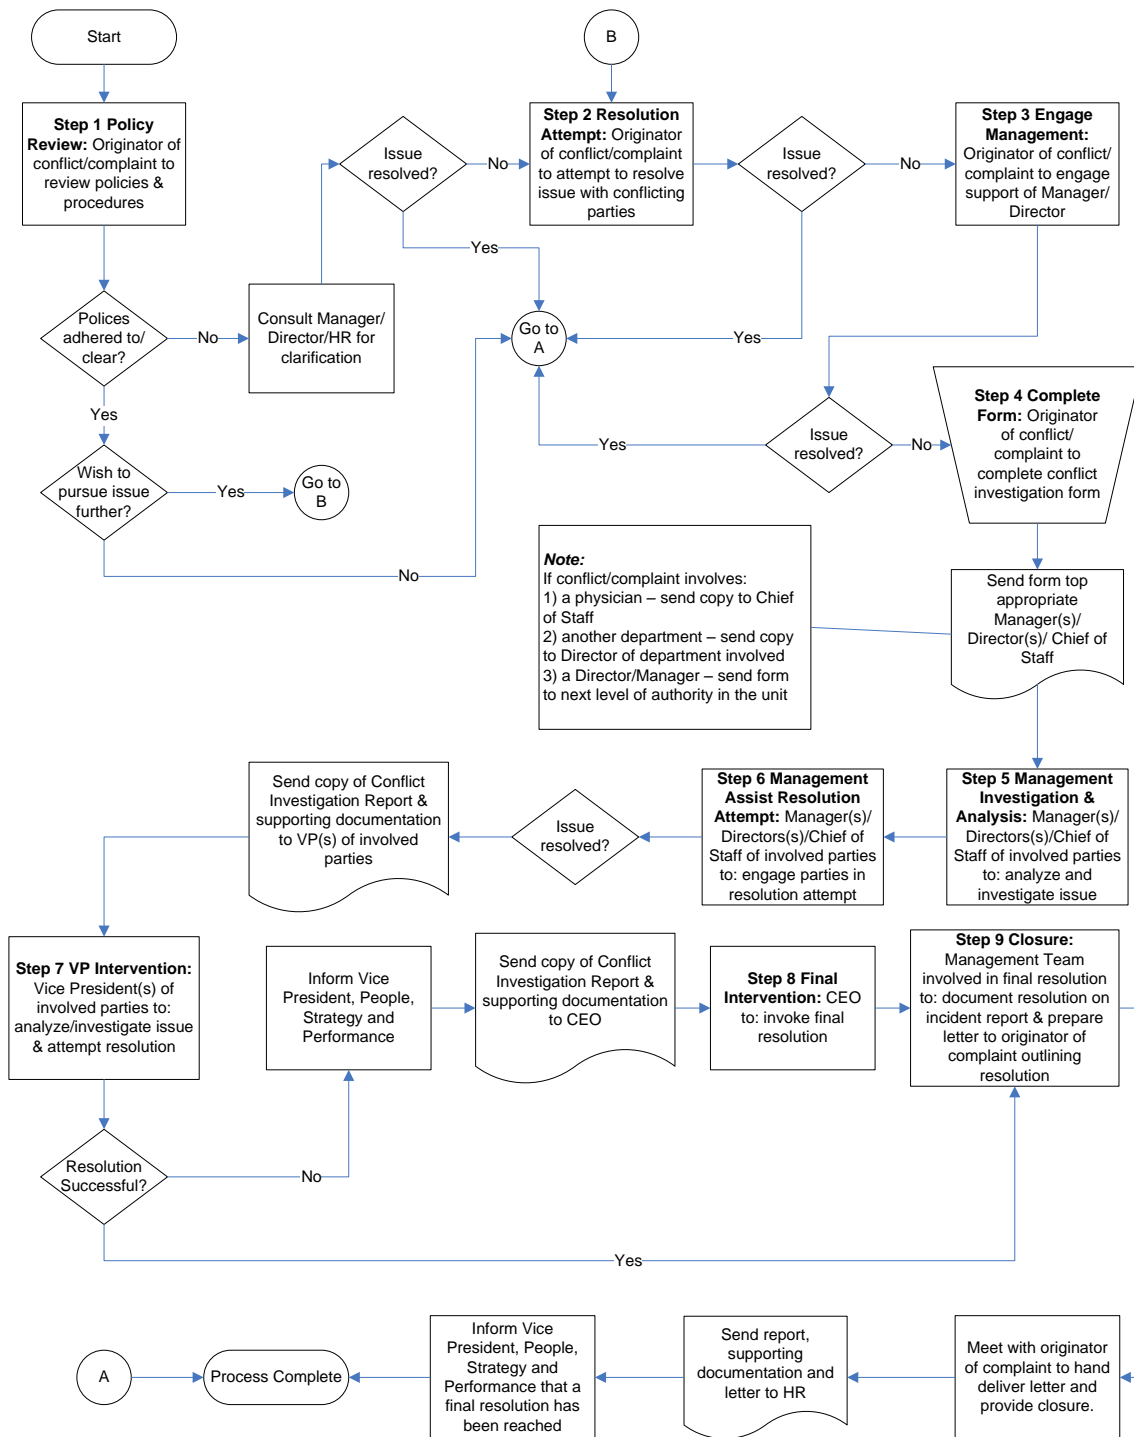 Start
B
Step 1 Policy
Review: Originator of
conflict/complaint to
review policies &
procedures
Issue
resolved?
No
Step 2 Resolution
Attempt: Originator
of conflict/complaint
to attempt to resolve
issue with conflicting
parties
Issue
resolved?
No
Step 3 Engage
Management:
Originator of conflict/
complaint to engage
support of Manager/
Director
Yes
Polices
adhered to/
clear?
No
Consult Manager/
Director/HR for
clarification
Go to
A
Yes
Yes
Yes
Issue
resolved?
No
Step 4 Complete
Form: Originator
of conflict/
complaint to
complete conflict
investigation form
Wish to
pursue issue
further?
Yes
Go to
B
No
Note:
If conflict/complaint involves:
1) a physician – send copy to Chief
of Staff
2) another department – send copy
to Director of department involved
3) a Director/Manager – send form
to next level of authority in the unit
Send form top
appropriate
Manager(s)/
Director(s)/ Chief of
Staff
Send copy of Conflict
Investigation Report &
supporting documentation
to VP(s) of involved
parties
Issue
resolved?
Step 6 Management
Assist Resolution
Attempt: Manager(s)/
Directors(s)/Chief of
Staff of involved parties
to: engage parties in
resolution attempt
Step 5 Management
Investigation &
Analysis: Manager(s)/
Directors(s)/Chief of
Staff of involved parties
to: analyze and
investigate issue
Step 7 VP Intervention:
Vice President(s) of
involved parties to:
analyze/investigate issue
& attempt resolution
Inform Vice
President, People,
Strategy and
Performance
Send copy of Conflict
Investigation Report &
supporting documentation
to CEO
Step 8 Final
Intervention: CEO
to: invoke final
resolution
Step 9 Closure:
Management Team
involved in final resolution
to: document resolution on
incident report & prepare
letter to originator of
complaint outlining
resolution
Resolution
Successful?
No
Yes
A
Process Complete
Inform Vice
President, People,
Strategy and
Performance that a
final resolution has
been reached
Send report,
supporting
documentation and
letter to HR
Meet with originator
of complaint to hand
deliver letter and
provide closure.